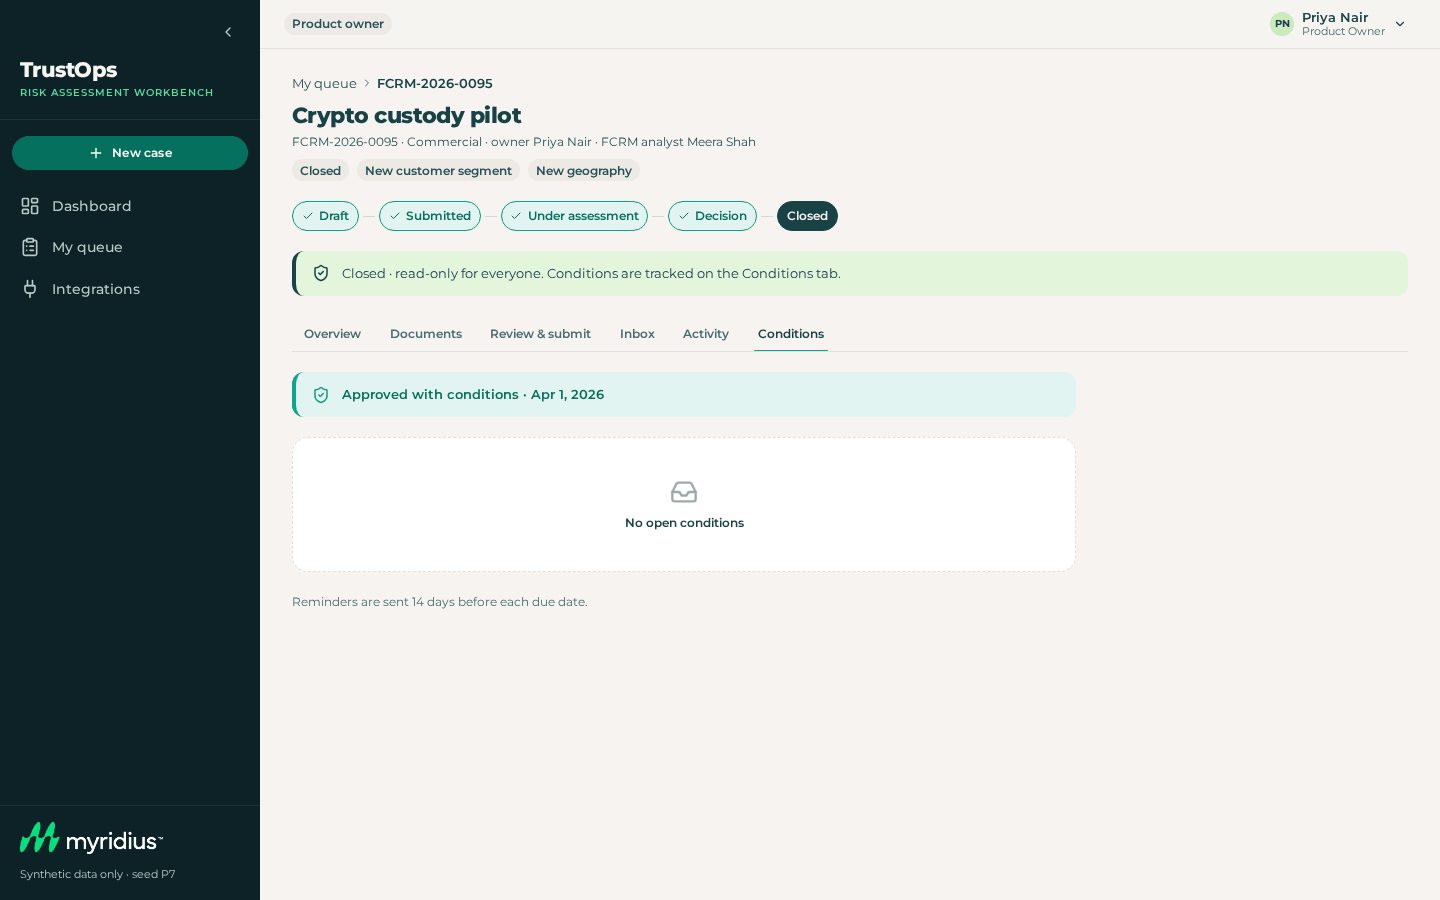 TrustOps
RISK ASSESSMENT WORKBENCH
New case
Dashboard
My queue
Integrations
myridius™
Synthetic data only · seed P7
Product owner
PN
Priya Nair
Product Owner
My queue > FCRM-2026-0095
Crypto custody pilot
FCRM-2026-0095 · Commercial · owner Priya Nair · FCRM analyst Meera Shah
Closed New customer segment New geography
Draft Submitted Under assessment Decision Closed
Closed · read-only for everyone. Conditions are tracked on the Conditions tab.
Overview Documents Review & submit Inbox Activity Conditions
Approved with conditions · Apr 1, 2026
No open conditions
Reminders are sent 14 days before each due date.